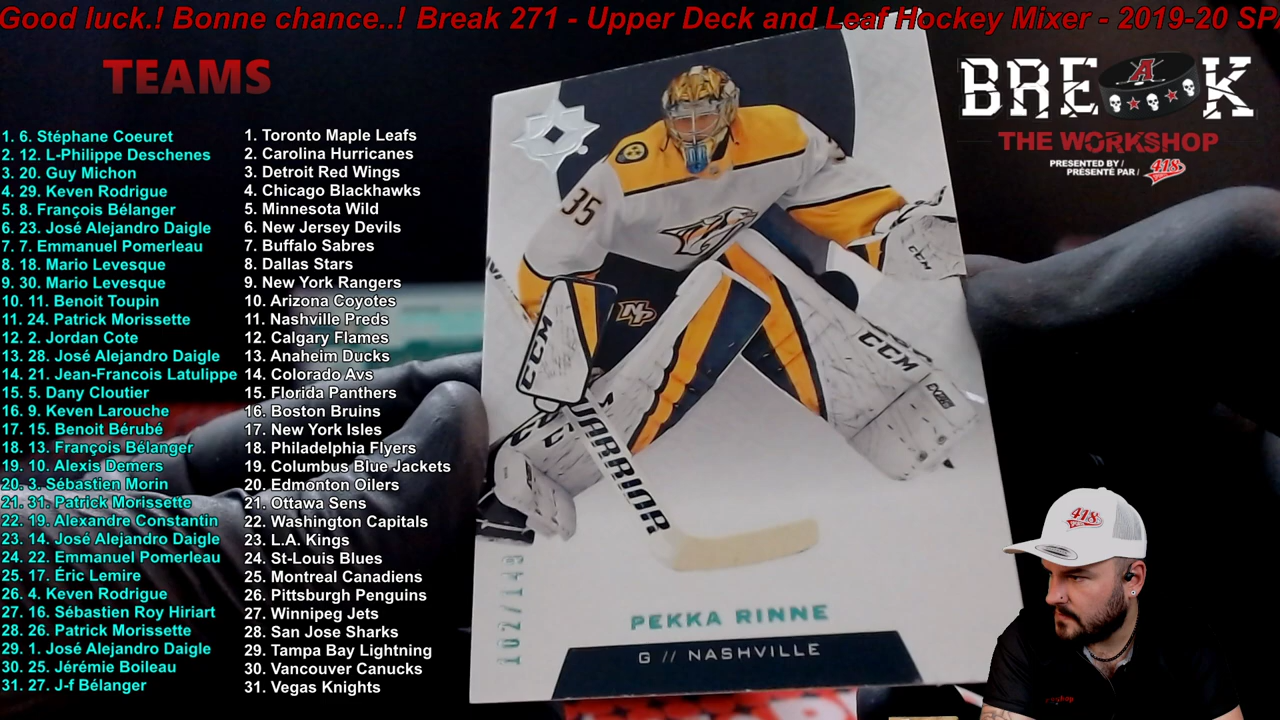 Good luck.! Bonne chance..! Break 271 - Upper Deck and Leaf Hockey Mixer - 2019-20 SP
TEAMS
1. 6. Stéphane Coeuret
2. 12. L-Philippe Deschenes
3. 20. Guy Michon
4. 29. Keven Rodrigue
5. 8. François Bélanger
6. 23. José Alejandro Daigle
7. 7. Emmanuel Pomerleau
8. 18. Mario Levesque
9. 30. Mario Levesque
10. 11. Benoit Toupin
11. 24. Patrick Morissette
12. 2. Jordan Cote
13. 28. José Alejandro Daigle
14. 21. Jean-Francois Latulippe
15. 5. Dany Cloutier
16. 9. Keven Larouche
17. 15. Benoit Bérubé
18. 13. François Bélanger
19. 10. Alexis Demers
20. 3. Sébastien Morin
21. 31. Patrick Morissette
22. 19. Alexandre Constantin
23. 14. José Alejandro Daigle
24. 22. Emmanuel Pomerleau
25. 17. Éric Lemire
26. 4. Keven Rodrigue
27. 16. Sébastien Roy Hiriart
28. 26. Patrick Morissette
29. 1. José Alejandro Daigle
30. 25. Jérémie Boileau
31. 27. J-f Bélanger
1. Toronto Maple Leafs
2. Carolina Hurricanes
3. Detroit Red Wings
4. Chicago Blackhawks
5. Minnesota Wild
6. New Jersey Devils
7. Buffalo Sabres
8. Dallas Stars
9. New York Rangers
10. Arizona Coyotes
11. Nashville Preds
12. Calgary Flames
13. Anaheim Ducks
14. Colorado Avs
15. Florida Panthers
16. Boston Bruins
17. New York Isles
18. Philadelphia Flyers
19. Columbus Blue Jackets
20. Edmonton Oilers
21. Ottawa Sens
22. Washington Capitals
23. L.A. Kings
24. St-Louis Blues
25. Montreal Canadiens
26. Pittsburgh Penguins
27. Winnipeg Jets
28. San Jose Sharks
29. Tampa Bay Lightning
30. Vancouver Canucks
31. Vegas Knights
35
CCM
NP
CCM
CCM
WARRIOR
102/149
PEKKA RINNE
G // NASHVILLE
BRE A K
THE WORKSHOP
PRESENTED BY /
PRÉSENTÉ PAR /
418
418